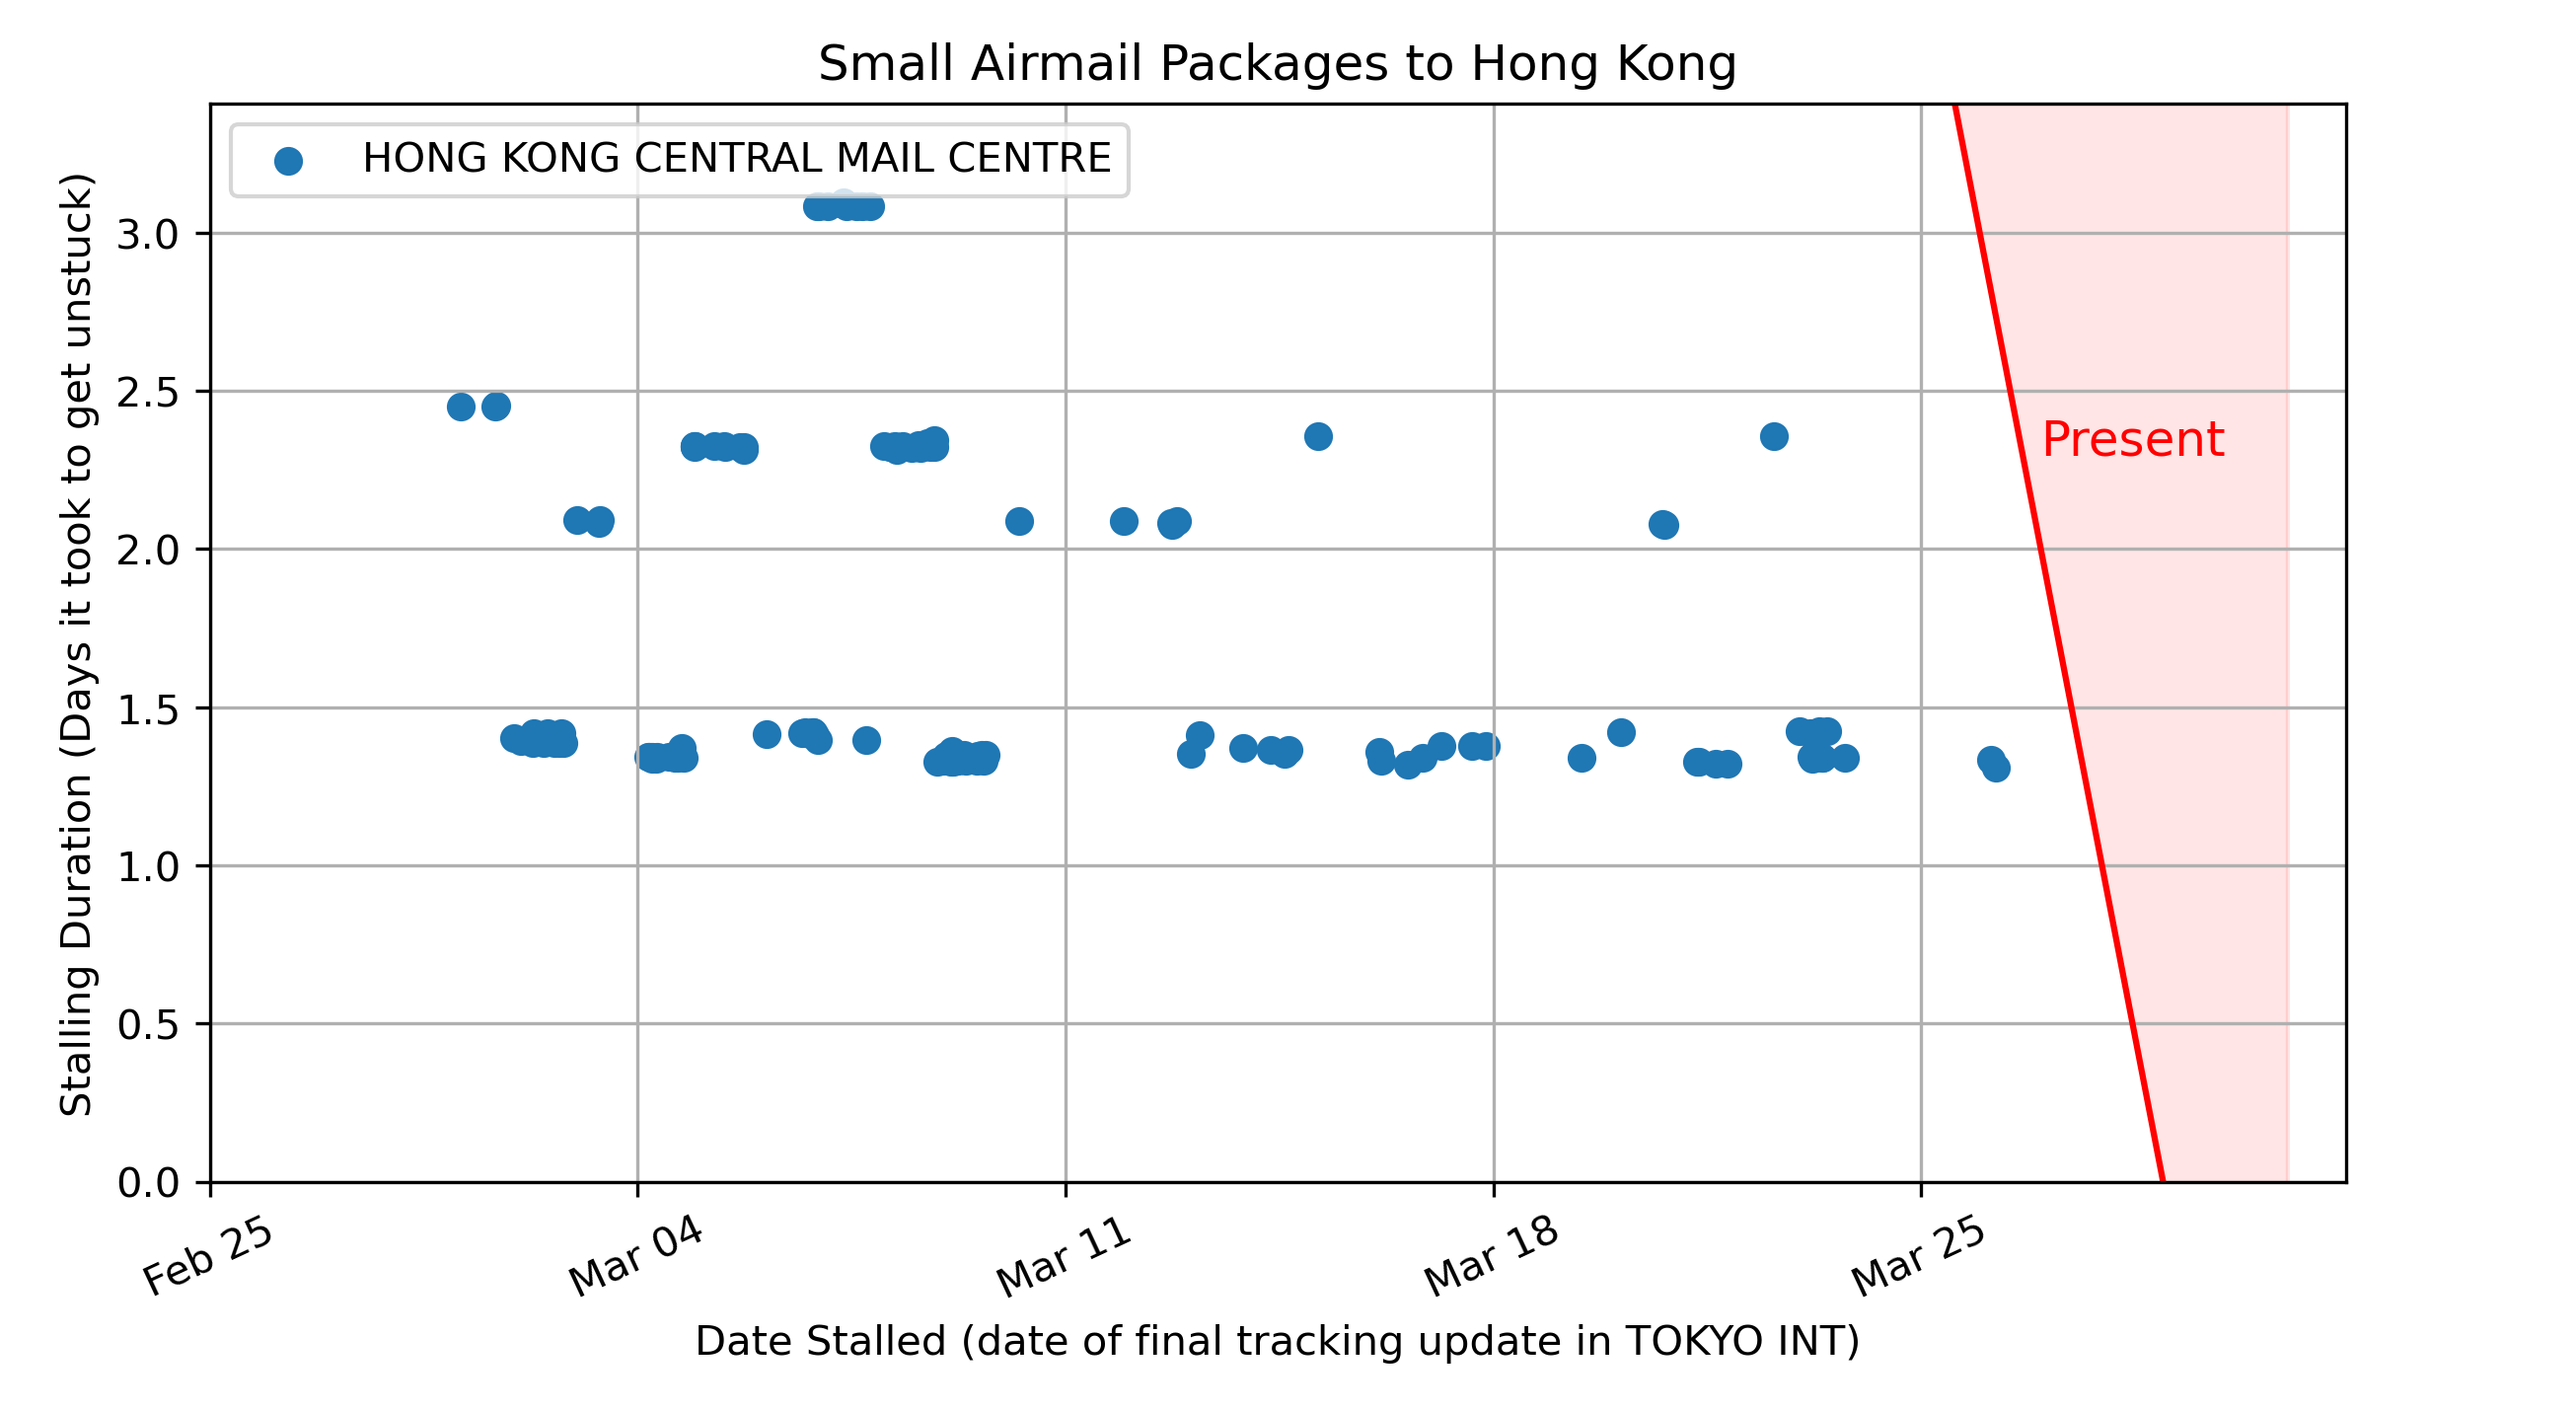 Small Airmail Packages to Hong Kong
HONG KONG CENTRAL MAIL CENTRE
Stalling Duration (Days it took to get unstuck)
3.0
2.5
2.0
1.5
1.0
0.5
0.0
Present
Feb 25
Mar 04
Mar 11
Mar 18
Mar 25
Date Stalled (date of final tracking update in TOKYO INT)